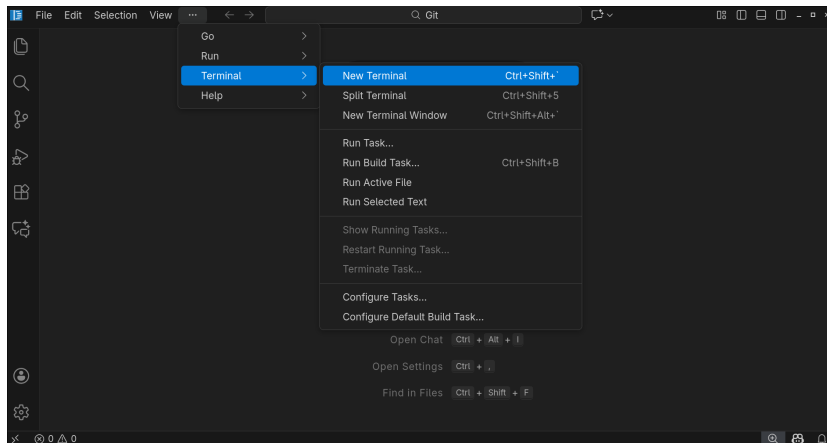 File Edit Selection View ... Git
Go
Run
Terminal
Help
New Terminal Ctrl+Shift+`
Split Terminal Ctrl+Shift+5
New Terminal Window Ctrl+Shift+Alt+`
Run Task...
Run Build Task... Ctrl+Shift+B
Run Active File
Run Selected Text
Show Running Tasks...
Restart Running Task...
Terminate Task...
Configure Tasks...
Configure Default Build Task...
Open Chat Ctrl + Alt + I
Open Settings Ctrl + ,
Find in Files Ctrl + Shift + F
0 0